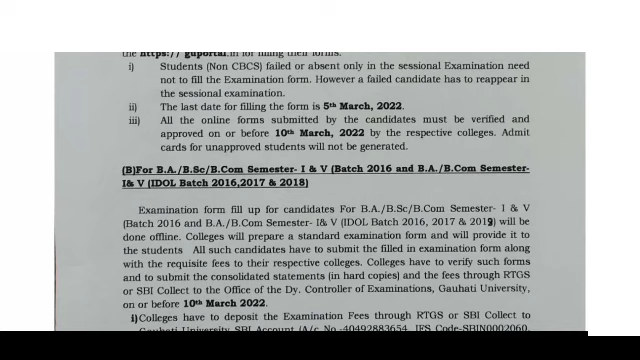 the https:// guportal.in for filling their forms.
i) Students (Non CBCS) failed or absent only in the sessional Examination need
not to fill the Examination form. However a failed candidate has to reappear in
the sessional examination.
ii) The last date for filling the form is 5th March, 2022.
iii) All the online forms submitted by the candidates must be verified and
approved on or before 10th March, 2022 by the respective colleges. Admit
cards for unapproved students will not be generated.
(B)For B.A./B.Sc/B.Com Semester- I & V (Batch 2016 and B.A./B.Com Semester-
I& V (IDOL Batch 2016,2017 & 2018)
Examination form fill up for candidates For B.A./B.Sc/B.Com Semester- I & V
(Batch 2016 and B.A./B.Com Semester- I& V (IDOL Batch 2016, 2017 & 2019) will be
done offline. Colleges will prepare a standard examination form and will provide it to
the students All such candidates have to submit the filled in examination form along
with the requisite fees to their respective colleges. Colleges have to verify such forms
and to submit the consolidated statements (in hard copies) and the fees through RTGS
or SBI Collect to the Office of the Dy. Controller of Examinations, Gauhati University,
on or before 10th March 2022.
i)Colleges have to deposit the Examination Fees through RTGS or SBI Collect to
Gauhati University SBI Account (A/c No.-40492883654, IFS Code-SBIN0002060,